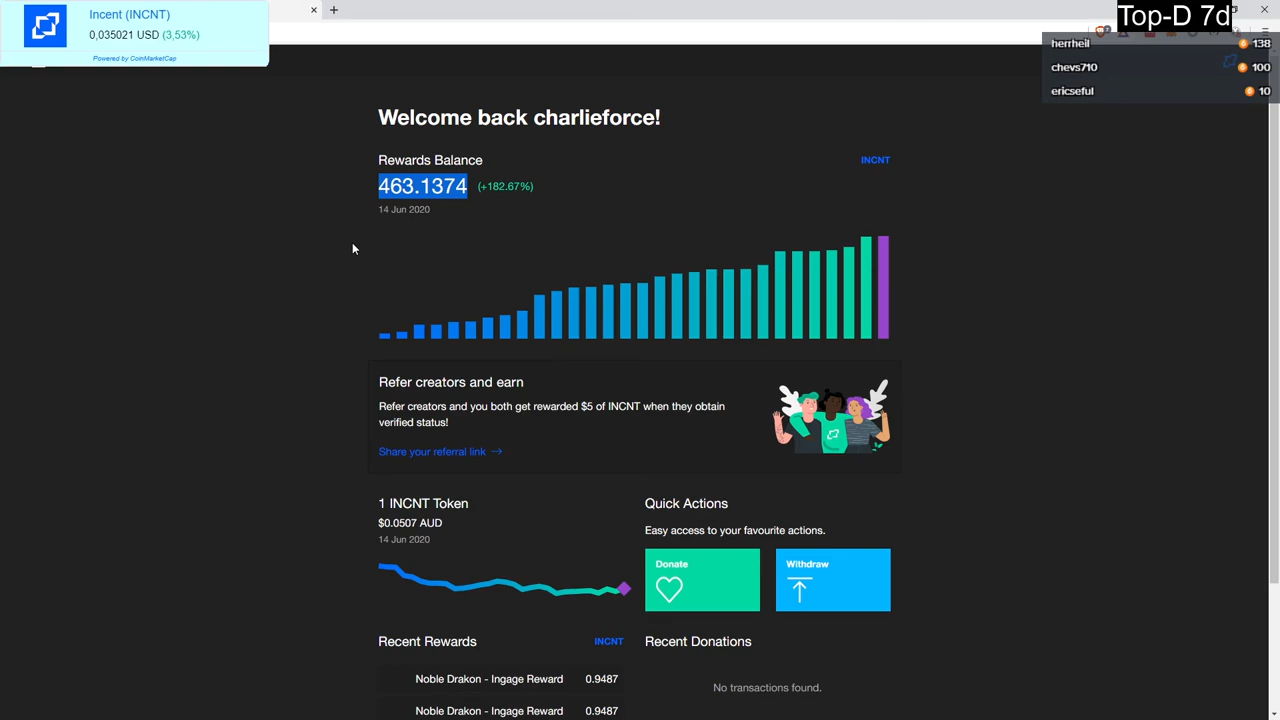 Incent (INCNT)
0,035021 USD (3,53%)
Powered by CoinMarketCap
Top-D 7d
herrheil 138
chevs710 100
ericseful 10
Welcome back charlieforce!
Rewards Balance INCNT
463.1374 (+182.67%)
14 Jun 2020
Refer creators and earn
Refer creators and you both get rewarded $5 of INCNT when they obtain
verified status!
Share your referral link →
1 INCNT Token
$0.0507 AUD
14 Jun 2020
Quick Actions
Easy access to your favourite actions.
Donate
Withdraw
Recent Rewards INCNT
Noble Drakon - Ingage Reward 0.9487
Noble Drakon - Ingage Reward 0.9487
Recent Donations
No transactions found.